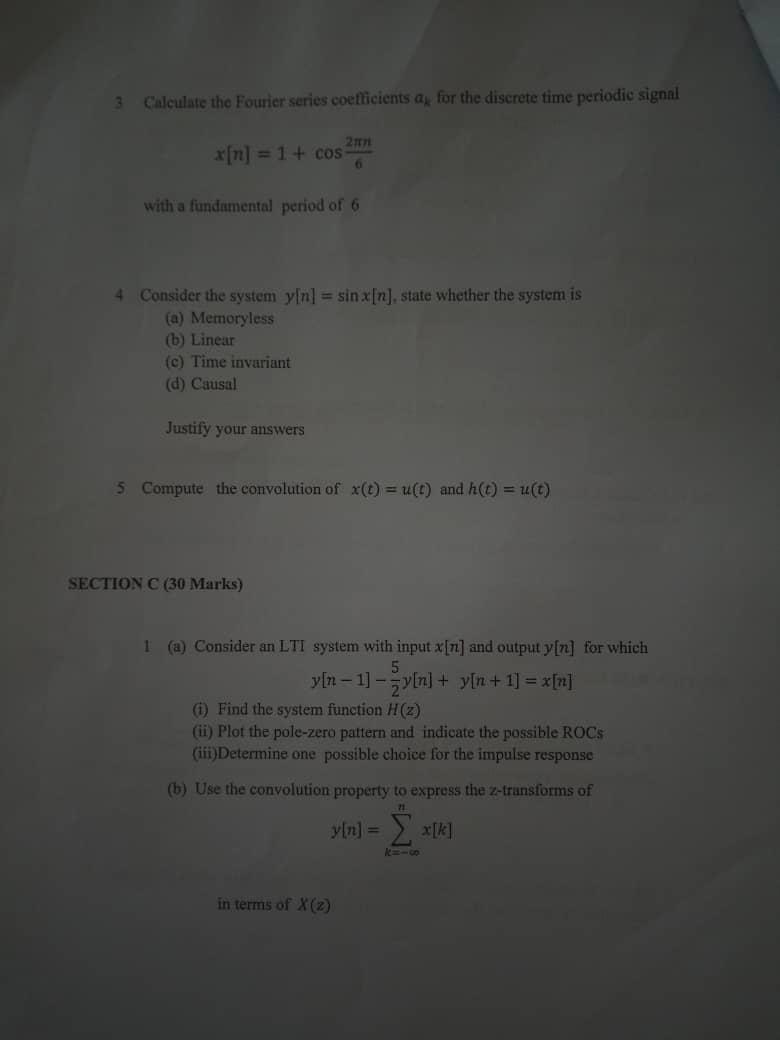 3 Calculate the Fourier series coefficients aₖ for the discrete time periodic signal
x[n] = 1 + cos 2πn/6
with a fundamental period of 6
4 Consider the system y[n] = sin x[n], state whether the system is
(a) Memoryless
(b) Linear
(c) Time invariant
(d) Causal
Justify your answers
5 Compute the convolution of x(t) = u(t) and h(t) = u(t)
SECTION C (30 Marks)
1 (a) Consider an LTI system with input x[n] and output y[n] for which
y[n − 1] − 5/2 y[n] + y[n + 1] = x[n]
(i) Find the system function H(z)
(ii) Plot the pole-zero pattern and indicate the possible ROCs
(iii)Determine one possible choice for the impulse response
(b) Use the convolution property to express the z-transforms of
y[n] = ∑_{k=−∞}^{n} x[k]
in terms of X(z)